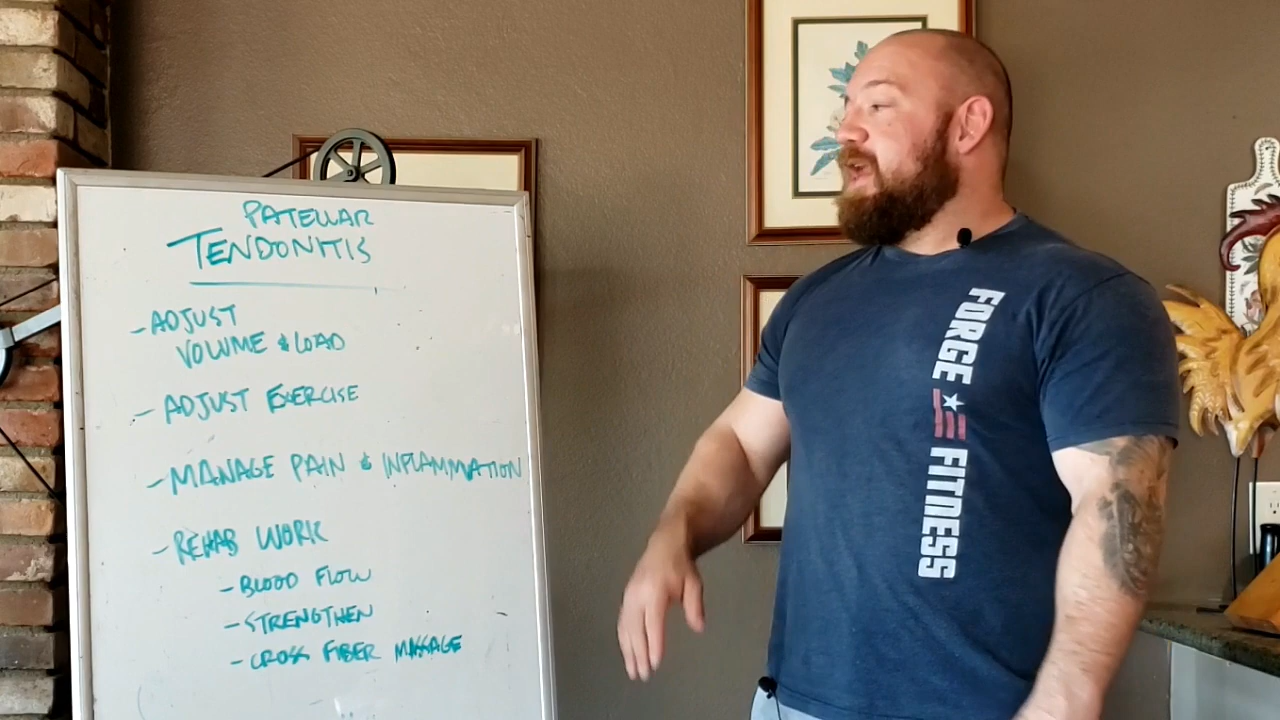 PATELLAR
TENDONITIS
- ADJUST
VOLUME & LOAD
- ADJUST EXERCISE
- MANAGE PAIN & INFLAMMATION
- REHAB WORK
- BLOOD FLOW
- STRENGTHEN
- CROSS FIBER MASSAGE
FORGE FITNESS